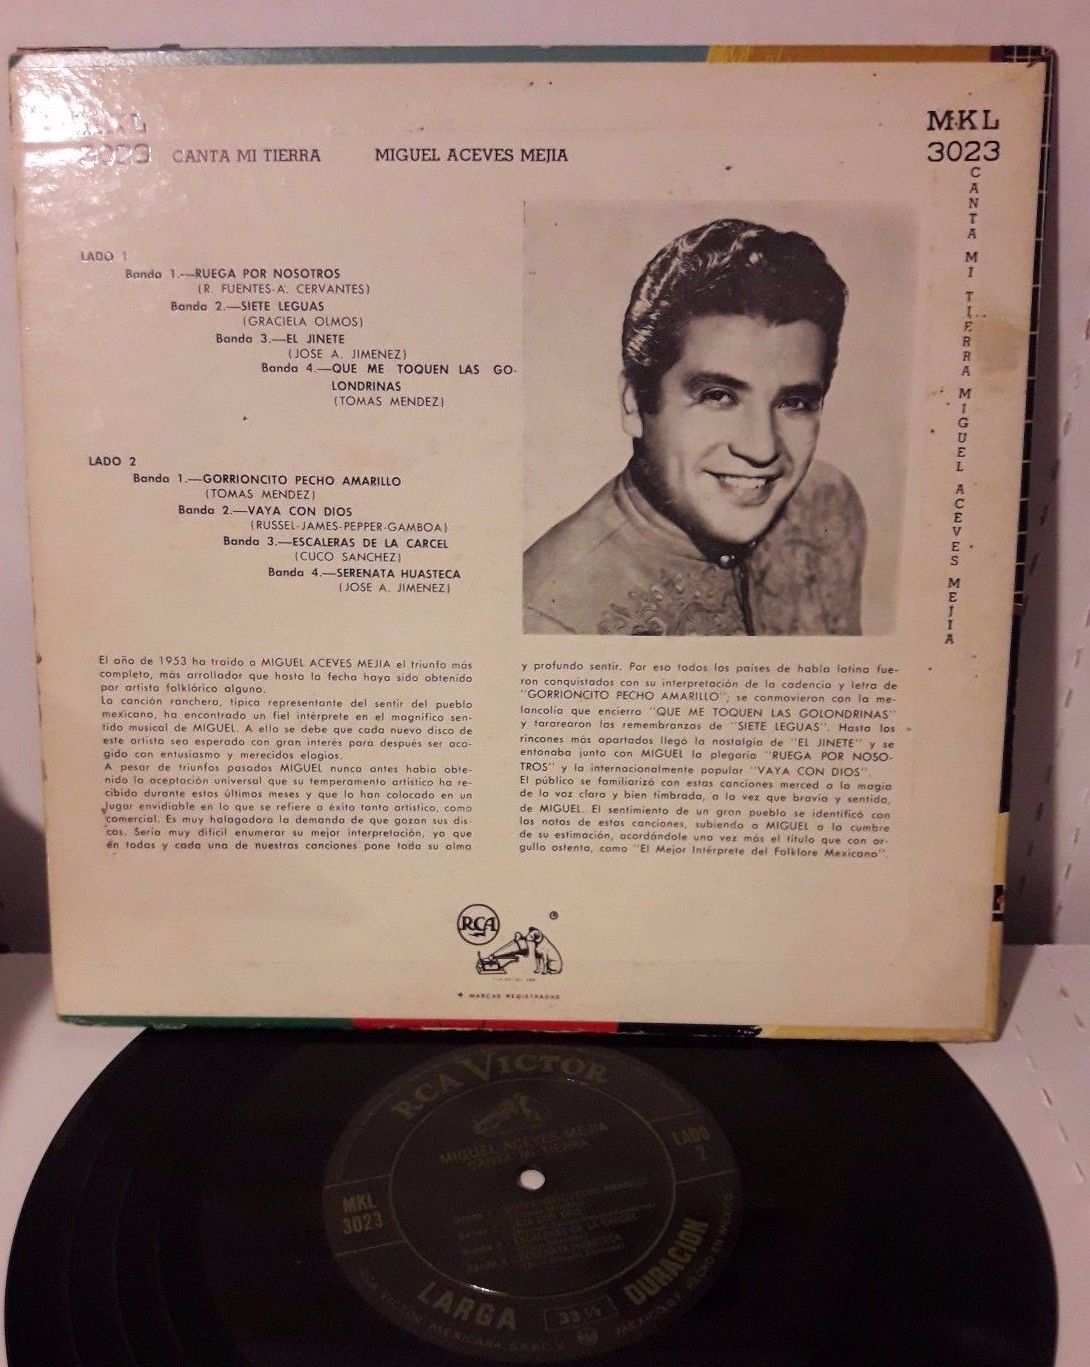 MKL
3023
CANTA MI TIERRA MIGUEL ACEVES MEJIA
MKL
3023
CANTA MI TIERRA MIGUEL ACEVES MEJIA
LADO 1
Banda 1.—RUEGA POR NOSOTROS
(R. FUENTES-A. CERVANTES)
Banda 2.—SIETE LEGUAS
(GRACIELA OLMOS)
Banda 3.—EL JINETE
(JOSE A. JIMENEZ)
Banda 4.—QUE ME TOQUEN LAS GO-
LONDRINAS
(TOMAS MENDEZ)
LADO 2
Banda 1.—GORRIONCITO PECHO AMARILLO
(TOMAS MENDEZ)
Banda 2.—VAYA CON DIOS
(RUSSEL-JAMES-PEPPER-GAMBOA)
Banda 3.—ESCALERAS DE LA CARCEL
(CUCO SANCHEZ)
Banda 4.—SERENATA HUASTECA
(JOSE A. JIMENEZ)
El año de 1953 ha traído a MIGUEL ACEVES MEJIA el triunfo más
completo, más arrollador que hasta la fecha haya sido obtenido
por artista folklórico alguno.
La canción ranchera, típica representante del sentir del pueblo
mexicano, ha encontrado un fiel intérprete en el magnífico sen-
tido musical de MIGUEL. A ello se debe que cada nuevo disco de
este artista sea esperado con gran interés para después ser aco-
gido con entusiasmo y merecidos elogios.
A pesar de triunfos pasados MIGUEL nunca antes había obte-
nido la aceptación universal que su temperamento artístico ha re-
cibido durante estos últimos meses y que lo han colocado en un
lugar envidiable en lo que se refiere a éxito tanto artístico, como
comercial. Es muy halagadora la demanda de que gozan sus dis-
cos. Sería muy difícil enumerar su mejor interpretación, ya que
en todas y cada una de nuestras canciones pone toda su alma
y profundo sentir. Por eso todos los países de habla latina fue-
ron conquistados con su interpretación de la cadencia y letra de
"GORRIONCITO PECHO AMARILLO"; se conmovieron con la me-
lancolía que encierra "QUE ME TOQUEN LAS GOLONDRINAS"
y tararearon las remembranzas de "SIETE LEGUAS". Hasta los
rincones más apartados llegó la nostalgia de "EL JINETE" y se
entonaba junto con MIGUEL la plegaria "RUEGA POR NOSO-
TROS" y la internacionalmente popular "VAYA CON DIOS".
El público se familiarizó con estas canciones merced a la magia
de la voz clara y bien timbrada, a la vez que bravía y sentida,
de MIGUEL. El sentimiento de un gran pueblo se identificó con
las notas de estas canciones, subiendo a MIGUEL a la cumbre
de su estimación, acordándole una vez más el título que con or-
gullo ostenta, como "El Mejor Intérprete del Folklore Mexicano".
RCA
®
MARCAS REGISTRADAS
RCA VICTOR
MIGUEL ACEVES MEJIA
CANTA MI TIERRA
LADO
2
MKL
3023
LARGA 33 1/3 DURACION
RCA VICTOR MEXICANA
HECHO EN MEXICO